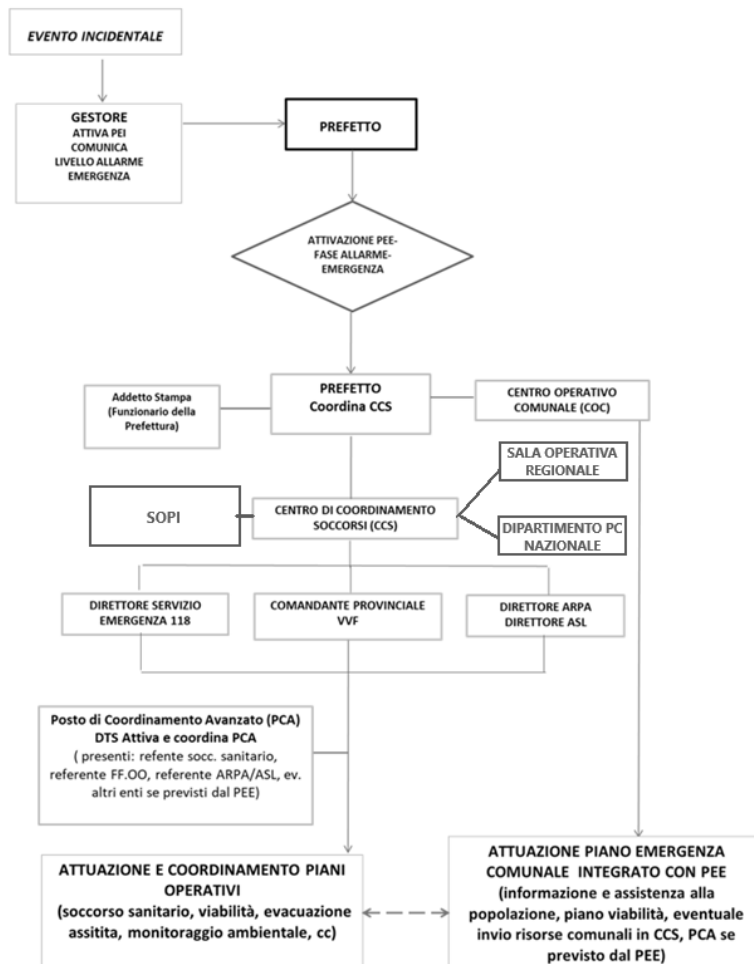 EVENTO INCIDENTALE
GESTORE
ATTIVA PEI
COMUNICA
LIVELLO ALLARME
EMERGENZA
PREFETTO
ATTIVAZIONE PEE-
FASE ALLARME-
EMERGENZA
Addetto Stampa
(Funzionario della
Prefettura)
PREFETTO
Coordina CCS
CENTRO OPERATIVO
COMUNALE (COC)
SALA OPERATIVA
REGIONALE
SOPI
CENTRO DI COORDINAMENTO
SOCCORSI (CCS)
DIPARTIMENTO PC
NAZIONALE
DIRETTORE SERVIZIO
EMERGENZA 118
COMANDANTE PROVINCIALE
VVF
DIRETTORE ARPA
DIRETTORE ASL
Posto di Coordinamento Avanzato (PCA)
DTS Attiva e coordina PCA
( presenti: refente socc. sanitario,
referente FF.OO, referente ARPA/ASL, ev.
altri enti se previsti dal PEE)
ATTUAZIONE E COORDINAMENTO PIANI
OPERATIVI
(soccorso sanitario, viabilità, evacuazione
assitita, monitoraggio ambientale, cc)
ATTUAZIONE PIANO EMERGENZA
COMUNALE INTEGRATO CON PEE
(informazione e assistenza alla
popolazione, piano viabilità, eventuale
invio risorse comunali in CCS, PCA se
previsto dal PEE)